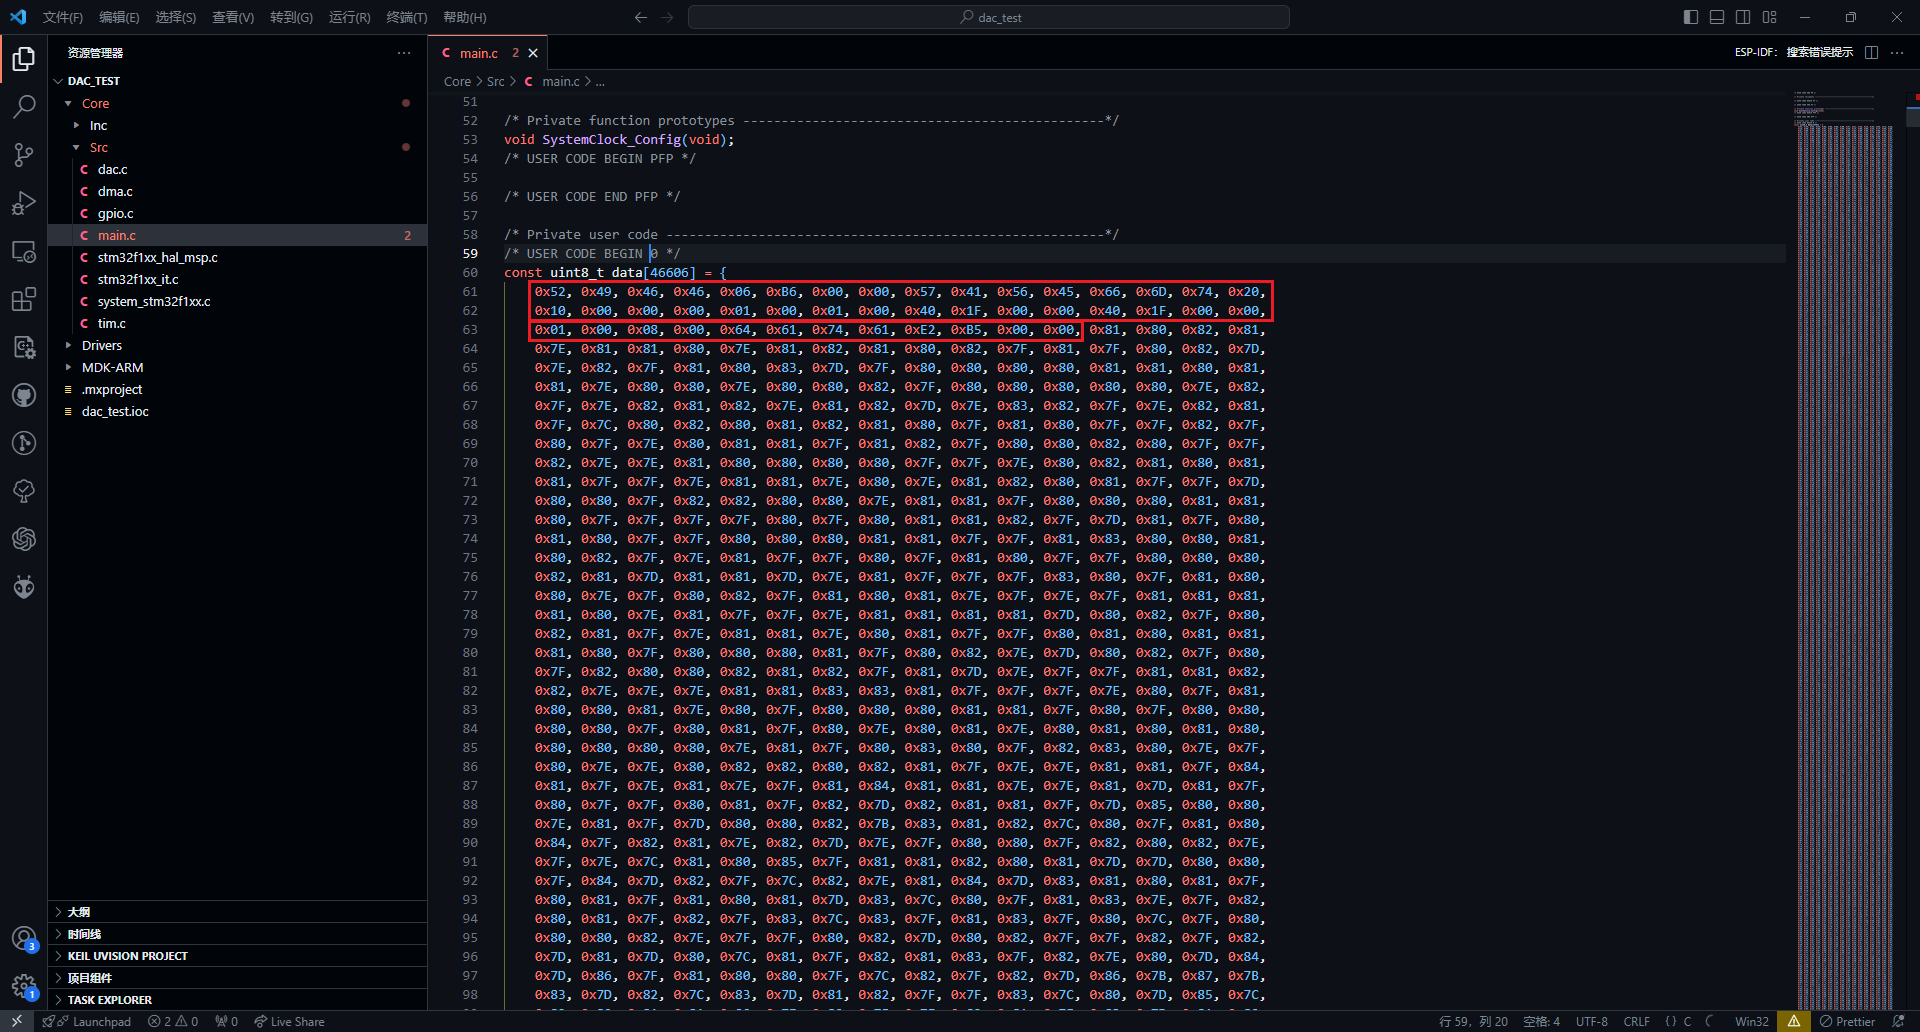 文件(F) 编辑(E) 选择(S) 查看(V) 转到(G) 运行(R) 终端(T) 帮助(H)
dac_test
资源管理器
main.c 2
ESP-IDF: 搜索错误提示
DAC_TEST
Core
Inc
Src
dac.c
dma.c
gpio.c
main.c 2
stm32f1xx_hal_msp.c
stm32f1xx_it.c
system_stm32f1xx.c
tim.c
Drivers
MDK-ARM
.mxproject
dac_test.ioc
大纲
时间线
KEIL UVISION PROJECT
项目组件
TASK EXPLORER
Core > Src > C main.c > ...
51
52 /* Private function prototypes -----------------------------------------------*/
53 void SystemClock_Config(void);
54 /* USER CODE BEGIN PFP */
55
56 /* USER CODE END PFP */
57
58 /* Private user code ---------------------------------------------------------*/
59 /* USER CODE BEGIN 0 */
60 const uint8_t data[46606] = {
61 0x52, 0x49, 0x46, 0x46, 0x06, 0xB6, 0x00, 0x00, 0x57, 0x41, 0x56, 0x45, 0x66, 0x6D, 0x74, 0x20,
62 0x10, 0x00, 0x00, 0x00, 0x01, 0x00, 0x01, 0x00, 0x40, 0x1F, 0x00, 0x00, 0x40, 0x1F, 0x00, 0x00,
63 0x01, 0x00, 0x08, 0x00, 0x64, 0x61, 0x74, 0x61, 0xE2, 0xB5, 0x00, 0x00, 0x81, 0x80, 0x82, 0x81,
64 0x7E, 0x81, 0x81, 0x80, 0x7E, 0x81, 0x82, 0x81, 0x80, 0x82, 0x7F, 0x81, 0x7F, 0x80, 0x82, 0x7D,
65 0x7E, 0x82, 0x7F, 0x81, 0x80, 0x83, 0x7D, 0x7F, 0x80, 0x80, 0x80, 0x80, 0x81, 0x81, 0x80, 0x81,
66 0x81, 0x7E, 0x80, 0x80, 0x7E, 0x80, 0x80, 0x82, 0x7F, 0x80, 0x80, 0x80, 0x80, 0x80, 0x7E, 0x82,
67 0x7F, 0x7E, 0x82, 0x81, 0x82, 0x7E, 0x81, 0x82, 0x7D, 0x7E, 0x83, 0x82, 0x7F, 0x7E, 0x82, 0x81,
68 0x7F, 0x7C, 0x80, 0x82, 0x80, 0x81, 0x82, 0x81, 0x80, 0x7F, 0x81, 0x80, 0x7F, 0x7F, 0x82, 0x7F,
69 0x80, 0x7F, 0x7E, 0x80, 0x81, 0x81, 0x7F, 0x81, 0x82, 0x7F, 0x80, 0x80, 0x82, 0x80, 0x7F, 0x7F,
70 0x82, 0x7E, 0x7E, 0x81, 0x80, 0x80, 0x80, 0x80, 0x7F, 0x7F, 0x7E, 0x80, 0x82, 0x81, 0x80, 0x81,
71 0x81, 0x7F, 0x7F, 0x7E, 0x81, 0x81, 0x7E, 0x80, 0x7E, 0x81, 0x82, 0x80, 0x81, 0x7F, 0x7F, 0x7D,
72 0x80, 0x80, 0x7F, 0x82, 0x82, 0x80, 0x80, 0x7E, 0x81, 0x81, 0x7F, 0x80, 0x80, 0x80, 0x81, 0x81,
73 0x80, 0x7F, 0x7F, 0x7F, 0x7F, 0x80, 0x7F, 0x80, 0x81, 0x81, 0x82, 0x7F, 0x7D, 0x81, 0x7F, 0x80,
74 0x81, 0x80, 0x7F, 0x7F, 0x80, 0x80, 0x80, 0x81, 0x81, 0x7F, 0x7F, 0x81, 0x83, 0x80, 0x80, 0x81,
75 0x80, 0x82, 0x7F, 0x7E, 0x81, 0x7F, 0x7F, 0x80, 0x7F, 0x81, 0x80, 0x7F, 0x7F, 0x80, 0x80, 0x80,
76 0x82, 0x81, 0x7D, 0x81, 0x81, 0x7D, 0x7E, 0x81, 0x7F, 0x7F, 0x7F, 0x83, 0x80, 0x7F, 0x81, 0x80,
77 0x80, 0x7E, 0x7F, 0x80, 0x82, 0x7F, 0x81, 0x80, 0x81, 0x7E, 0x7F, 0x7E, 0x7F, 0x81, 0x81, 0x81,
78 0x81, 0x80, 0x7E, 0x81, 0x7F, 0x7F, 0x7E, 0x81, 0x81, 0x81, 0x81, 0x7D, 0x80, 0x82, 0x7F, 0x80,
79 0x82, 0x81, 0x7F, 0x7E, 0x81, 0x81, 0x7E, 0x80, 0x81, 0x7F, 0x7F, 0x80, 0x81, 0x80, 0x81, 0x81,
80 0x81, 0x80, 0x7F, 0x80, 0x80, 0x80, 0x81, 0x7F, 0x80, 0x82, 0x7E, 0x7D, 0x80, 0x82, 0x7F, 0x80,
81 0x7F, 0x82, 0x80, 0x80, 0x82, 0x81, 0x82, 0x7F, 0x81, 0x7D, 0x7E, 0x7F, 0x7F, 0x81, 0x81, 0x82,
82 0x82, 0x7E, 0x7E, 0x7E, 0x81, 0x81, 0x83, 0x83, 0x81, 0x7F, 0x7F, 0x7F, 0x7E, 0x80, 0x7F, 0x81,
83 0x80, 0x80, 0x81, 0x7E, 0x80, 0x7F, 0x80, 0x80, 0x80, 0x81, 0x81, 0x7F, 0x80, 0x7F, 0x80, 0x80,
84 0x80, 0x80, 0x7F, 0x80, 0x81, 0x7F, 0x80, 0x7E, 0x80, 0x81, 0x7E, 0x80, 0x81, 0x80, 0x81, 0x80,
85 0x80, 0x80, 0x80, 0x80, 0x7E, 0x81, 0x7F, 0x80, 0x83, 0x80, 0x7F, 0x82, 0x83, 0x80, 0x7E, 0x7F,
86 0x80, 0x7E, 0x7E, 0x80, 0x82, 0x82, 0x80, 0x82, 0x81, 0x7F, 0x7E, 0x7E, 0x81, 0x81, 0x7F, 0x84,
87 0x81, 0x7F, 0x7E, 0x81, 0x7E, 0x7F, 0x81, 0x84, 0x81, 0x81, 0x7E, 0x7E, 0x81, 0x7D, 0x81, 0x7F,
88 0x80, 0x7F, 0x7F, 0x80, 0x81, 0x7F, 0x82, 0x7D, 0x82, 0x81, 0x81, 0x7F, 0x7D, 0x85, 0x80, 0x80,
89 0x7E, 0x81, 0x7F, 0x7D, 0x80, 0x80, 0x82, 0x7B, 0x83, 0x81, 0x82, 0x7C, 0x80, 0x7F, 0x81, 0x80,
90 0x84, 0x7F, 0x82, 0x81, 0x7E, 0x82, 0x7D, 0x7E, 0x7F, 0x80, 0x80, 0x7F, 0x82, 0x80, 0x82, 0x7E,
91 0x7F, 0x7E, 0x7C, 0x81, 0x80, 0x85, 0x7F, 0x81, 0x81, 0x82, 0x80, 0x81, 0x7D, 0x7D, 0x80, 0x80,
92 0x7F, 0x84, 0x7D, 0x82, 0x7F, 0x7C, 0x82, 0x7E, 0x81, 0x84, 0x7D, 0x83, 0x81, 0x80, 0x81, 0x7F,
93 0x80, 0x81, 0x7F, 0x81, 0x80, 0x81, 0x7D, 0x83, 0x7C, 0x80, 0x7F, 0x81, 0x83, 0x7E, 0x7F, 0x82,
94 0x80, 0x81, 0x7F, 0x82, 0x7F, 0x83, 0x7C, 0x83, 0x7F, 0x81, 0x83, 0x7F, 0x80, 0x7C, 0x7F, 0x80,
95 0x80, 0x80, 0x82, 0x7E, 0x7F, 0x7F, 0x80, 0x82, 0x7D, 0x80, 0x82, 0x7F, 0x7F, 0x82, 0x7F, 0x82,
96 0x7D, 0x81, 0x7D, 0x80, 0x7C, 0x81, 0x7F, 0x82, 0x81, 0x83, 0x7F, 0x82, 0x7E, 0x80, 0x7D, 0x84,
97 0x7D, 0x86, 0x7F, 0x81, 0x80, 0x80, 0x7F, 0x7C, 0x82, 0x7F, 0x82, 0x7D, 0x86, 0x7B, 0x87, 0x7B,
98 0x83, 0x7D, 0x82, 0x7C, 0x83, 0x7D, 0x81, 0x82, 0x7F, 0x7F, 0x83, 0x7C, 0x80, 0x7D, 0x85, 0x7C,
3
1
Launchpad 2 0 0 Live Share
行 59，列 20 空格: 4 UTF-8 CRLF { } C Win32 Prettier